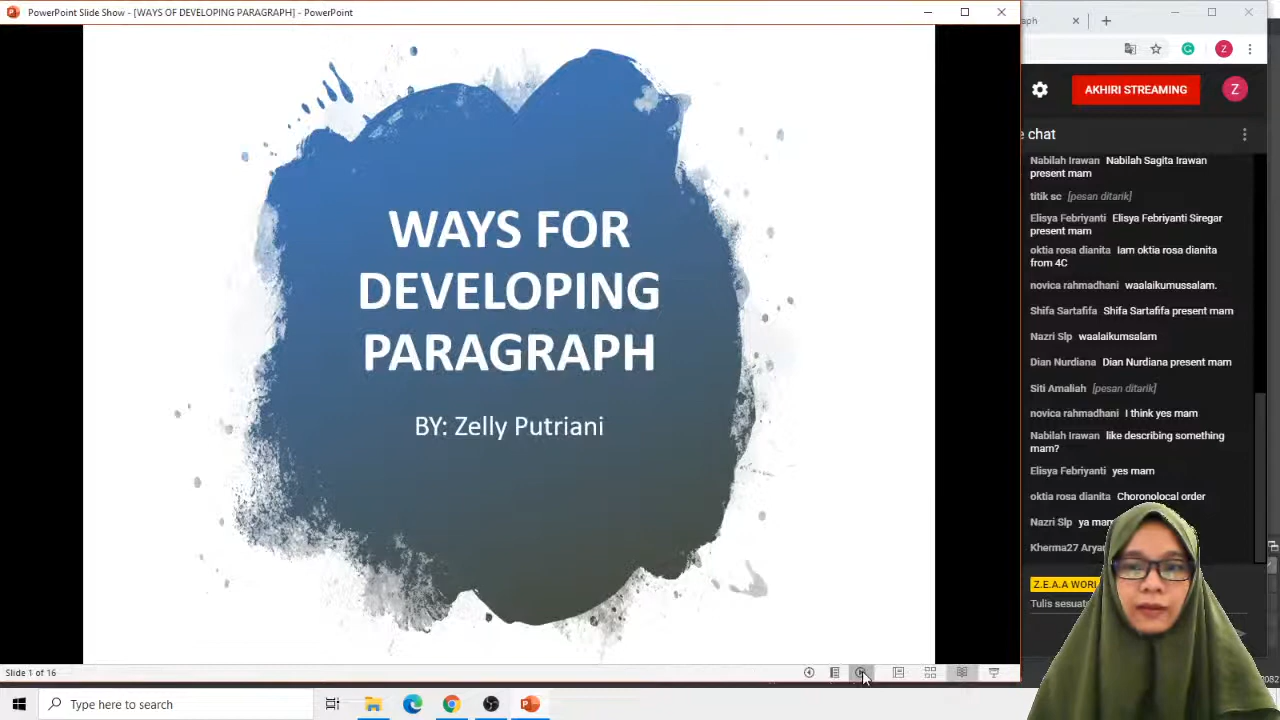 PowerPoint Slide Show - [WAYS OF DEVELOPING PARAGRAPH] - PowerPoint
WAYS FOR
DEVELOPING
PARAGRAPH
BY: Zelly Putriani
Slide 1 of 16
Z
AKHIRI STREAMING
Z
chat
Nabilah Irawan Nabilah Sagita Irawan
present mam
titik sc [pesan ditarik]
Elisya Febriyanti Elisya Febriyanti Siregar
present mam
oktia rosa dianita Iam oktia rosa dianita
from 4C
novica ramadhani waalaikumussalam.
Shifa Sartafifa Shifa Sartafifa present mam
Nazri Slp waalaikumsalam
Dian Nurdiana Dian Nurdiana present mam
Siti Amaliah [pesan ditarik]
novica rahmadhani I think yes mam
Nabilah Irawan like describing something
mam?
Elisya Febriyanti yes mam
oktia rosa dianita Choronolocal order
Nazri Slp ya mam
Kherma27
Z.E.A.A
Tulis
Type here to search